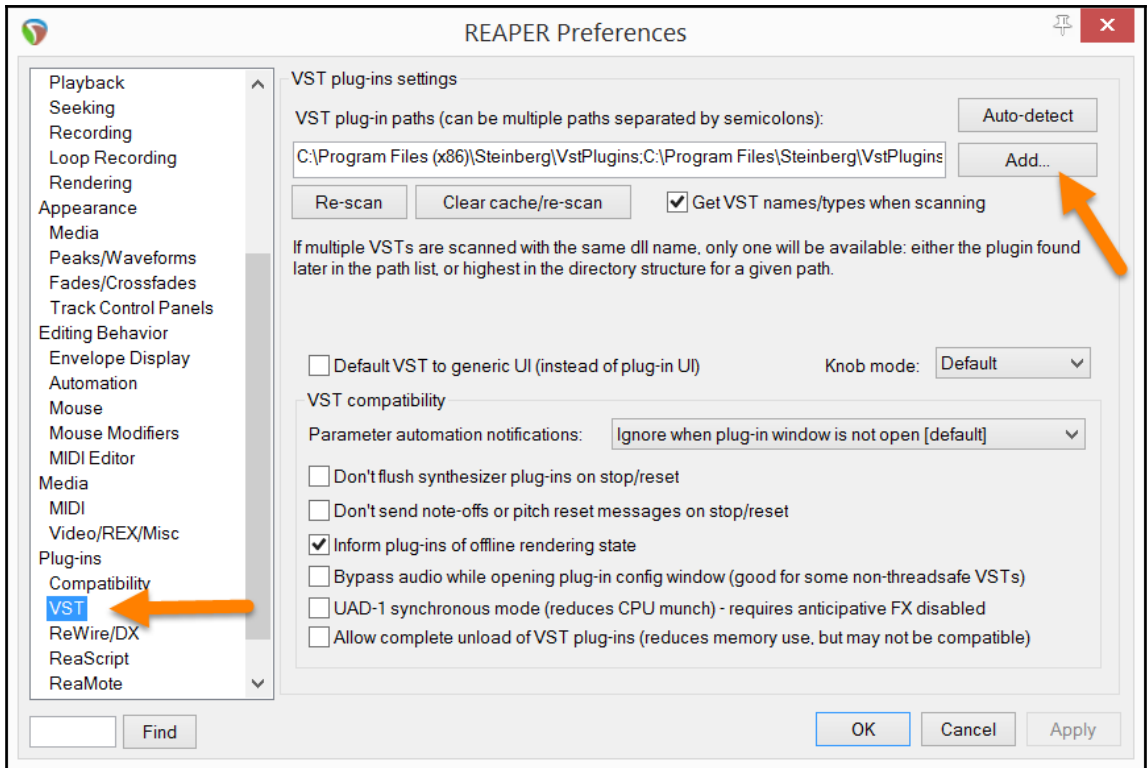 REAPER Preferences
Playback
Seeking
Recording
Loop Recording
Rendering
Appearance
Media
Peaks/Waveforms
Fades/Crossfades
Track Control Panels
Editing Behavior
Envelope Display
Automation
Mouse
Mouse Modifiers
MIDI Editor
Media
MIDI
Video/REX/Misc
Plug-ins
Compatibility
VST
ReWire/DX
ReaScript
ReaMote
Find
VST plug-ins settings
VST plug-in paths (can be multiple paths separated by semicolons):
Auto-detect
C:\Program Files (x86)\Steinberg\VstPlugins;C:\Program Files\Steinberg\VstPlugins
Add...
Re-scan
Clear cache/re-scan
Get VST names/types when scanning
If multiple VSTs are scanned with the same dll name, only one will be available: either the plugin found
later in the path list, or highest in the directory structure for a given path.
Default VST to generic UI (instead of plug-in UI)
Knob mode:
Default
VST compatibility
Parameter automation notifications:
Ignore when plug-in window is not open [default]
Don't flush synthesizer plug-ins on stop/reset
Don't send note-offs or pitch reset messages on stop/reset
Inform plug-ins of offline rendering state
Bypass audio while opening plug-in config window (good for some non-threadsafe VSTs)
UAD-1 synchronous mode (reduces CPU munch) - requires anticipative FX disabled
Allow complete unload of VST plug-ins (reduces memory use, but may not be compatible)
OK
Cancel
Apply